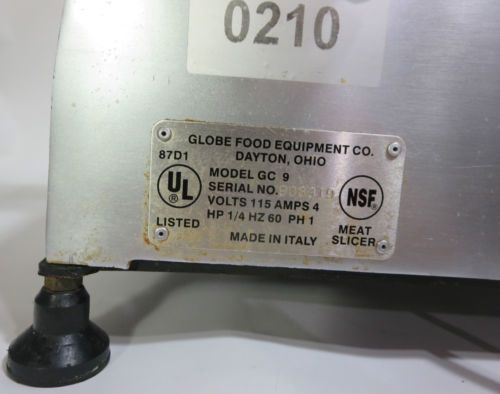 0210
GLOBE FOOD EQUIPMENT CO.
DAYTON, OHIO
87D1
MODEL GC 9
SERIAL NO.
VOLTS 115 AMPS 4
HP 1/4 HZ 60 PH 1
MADE IN ITALY
UL ®
LISTED
NSF ®
MEAT
SLICER